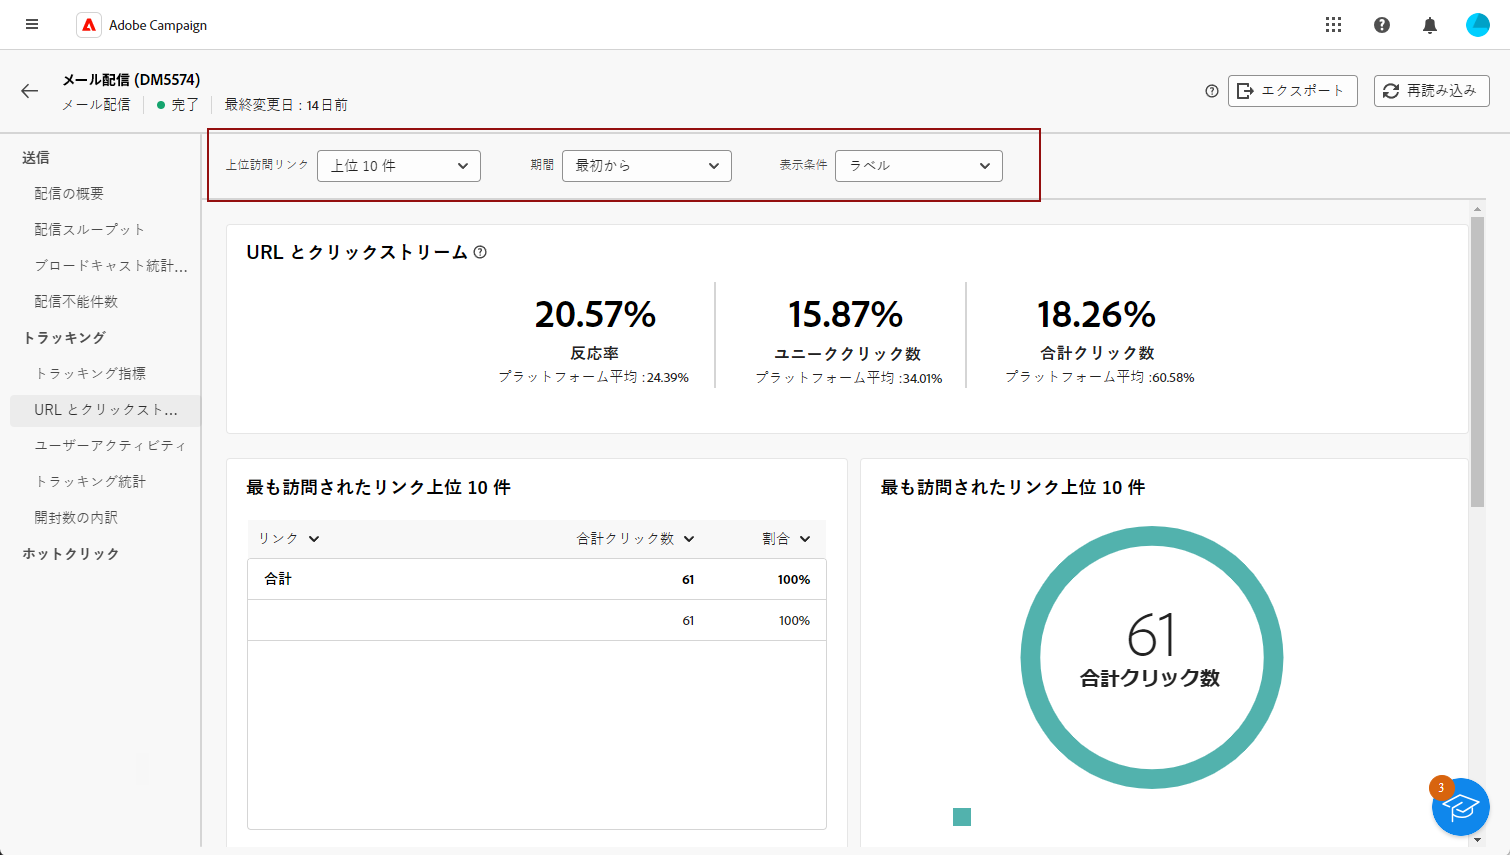 Adobe Campaign
メール配信 (DM5574)
メール配信 完了 最終変更日 : 14日前
エクスポート
再読み込み
送信
配信の概要
配信スループット
ブロードキャスト統計...
配信不能件数
トラッキング
トラッキング指標
URL とクリックスト...
ユーザーアクティビティ
トラッキング統計
開封数の内訳
ホットクリック
上位訪問リンク 上位 10 件
期間 最初から
表示条件 ラベル
URL とクリックストリーム
20.57%
反応率
プラットフォーム平均 :24.39%
15.87%
ユニーククリック数
プラットフォーム平均 :34.01%
18.26%
合計クリック数
プラットフォーム平均 :60.58%
最も訪問されたリンク上位 10 件
リンク 合計クリック数 割合
合計 61 100%
61 100%
最も訪問されたリンク上位 10 件
61
合計クリック数
3